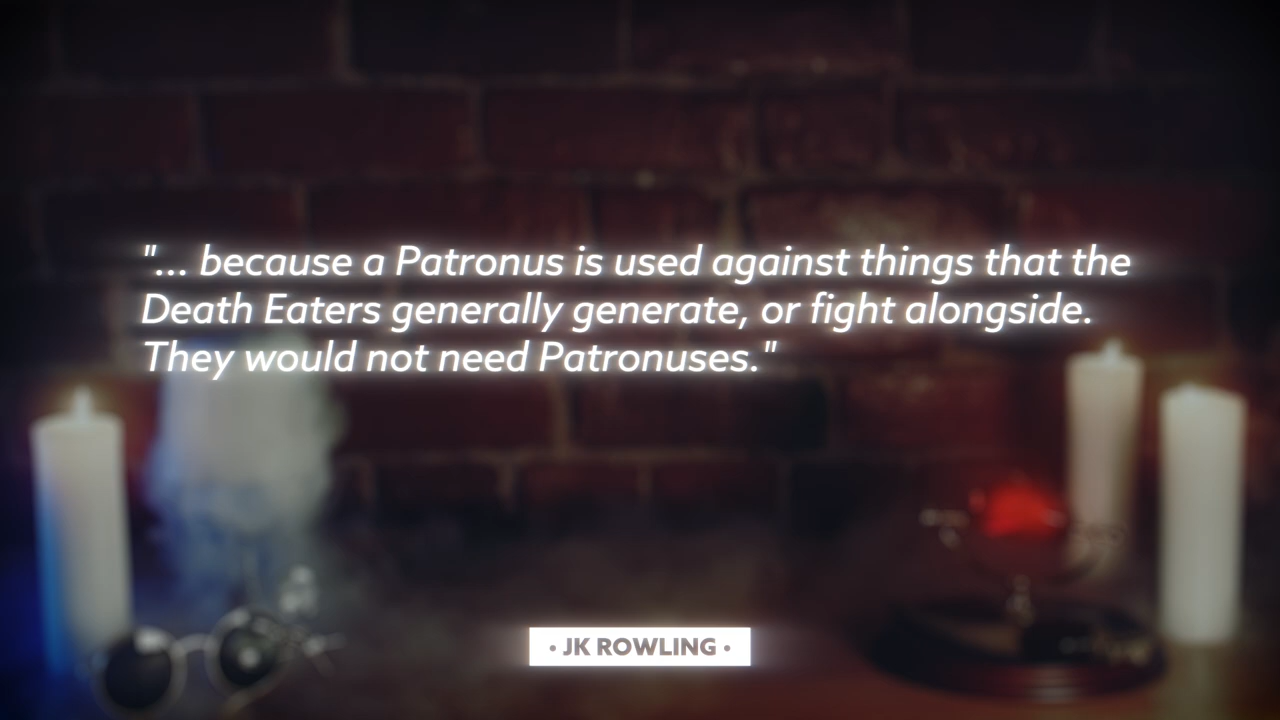 "... because a Patronus is used against things that the
Death Eaters generally generate, or fight alongside.
They would not need Patronuses."
• JK ROWLING •